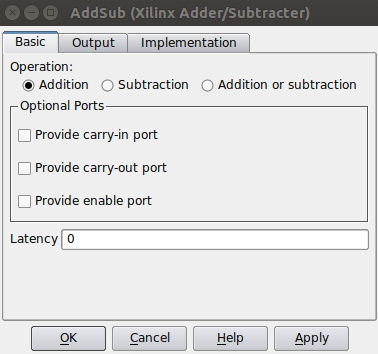 AddSub (Xilinx Adder/Subtracter)
Basic Output Implementation
Operation:
Addition Subtraction Addition or subtraction
Optional Ports
Provide carry-in port
Provide carry-out port
Provide enable port
Latency 0
OK Cancel Help Apply